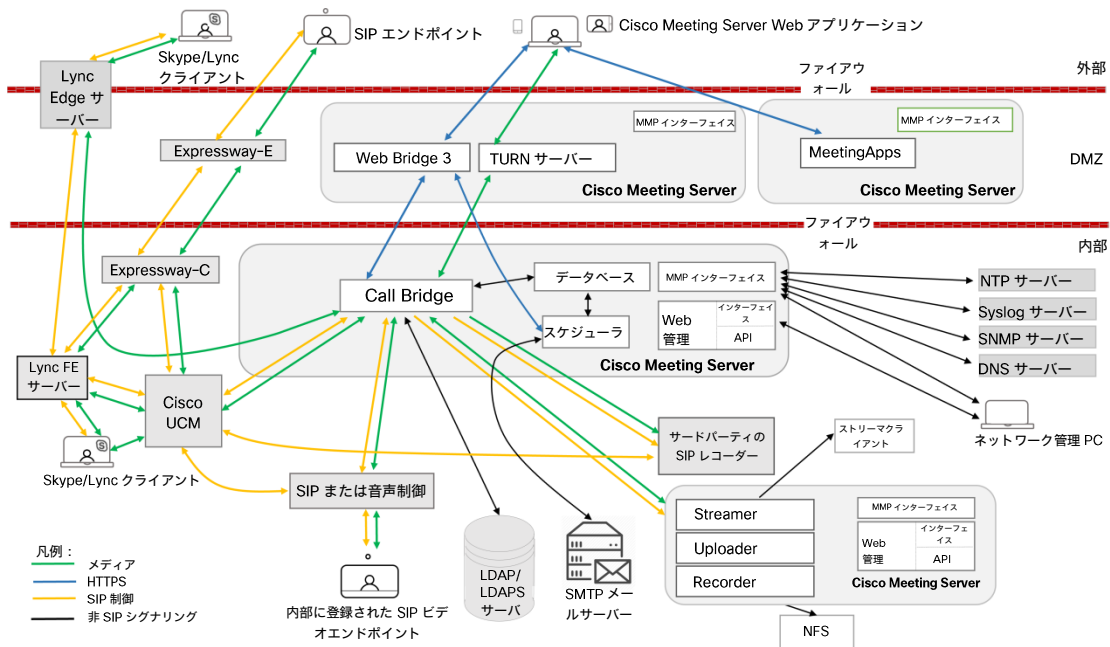 Skype/Lync
クライアント
SIP エンドポイント
Cisco Meeting Server Web アプリケーション
ファイアウ
ォール
外部
Lync
Edge サ
ーバー
Expressway-E
MMP インターフェイス
Web Bridge 3
TURN サーバー
Cisco Meeting Server
MMP インターフェイス
MeetingApps
Cisco Meeting Server
DMZ
ファイアウ
ォール
内部
Expressway-C
Call Bridge
データベース
スケジューラ
MMP インターフェイス
Web
管理
インターフェイ
ス
API
Cisco Meeting Server
NTP サーバー
Syslog サーバー
SNMP サーバー
DNS サーバー
ネットワーク管理 PC
Lync FE
サーバー
Cisco
UCM
S
Skype/Lync クライアント
サードパーティの
SIP レコーダー
ストリーマクラ
イアント
SIP または音声制御
Streamer
Uploader
Recorder
MMP インターフェイス
Web
管理
インターフェ
イス
API
Cisco Meeting Server
NFS
LDAP/
LDAPS
サーバ
SMTP メー
ルサーバー
内部に登録された SIP ビデ
オエンドポイント
凡例：
メディア
HTTPS
SIP 制御
非 SIP シグナリング